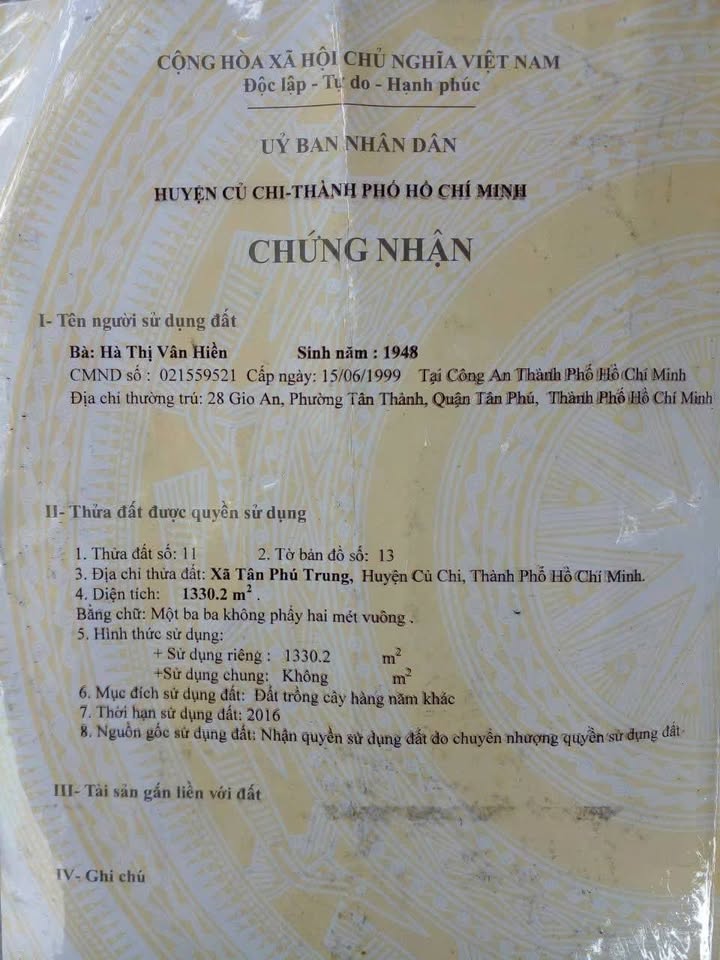 CỘNG HÒA XÃ HỘI CHỦ NGHĨA VIỆT NAM
Độc lập - Tự do - Hạnh phúc
UỶ BAN NHÂN DÂN
HUYỆN CỦ CHI-THÀNH PHỐ HỒ CHÍ MINH
CHỨNG NHẬN
I- Tên người sử dụng đất
Bà: Hà Thị Vân Hiền Sinh năm : 1948
CMND số : 021559521 Cấp ngày: 15/06/1999 Tại Công An Thành Phố Hồ Chí Minh
Địa chỉ thường trú: 28 Gio An, Phường Tân Thành, Quận Tân Phú, Thành Phố Hồ Chí Minh
II- Thửa đất được quyền sử dụng
1. Thửa đất số: 11 2. Tờ bản đồ số: 13
3. Địa chỉ thửa đất: Xã Tân Phú Trung, Huyện Củ Chi, Thành Phố Hồ Chí Minh.
4. Diện tích: 1330.2 m² .
Bằng chữ: Một ba ba không phẩy hai mét vuông .
5. Hình thức sử dụng:
+ Sử dụng riêng : 1330.2 m²
+Sử dụng chung: Không m²
6. Mục đích sử dụng đất: Đất trồng cây hàng năm khác
7. Thời hạn sử dụng đất: 2016
8. Nguồn gốc sử dụng đất: Nhận quyền sử dụng đất do chuyển nhượng quyền sử dụng đất
III- Tài sản gắn liền với đất
IV- Ghi chú